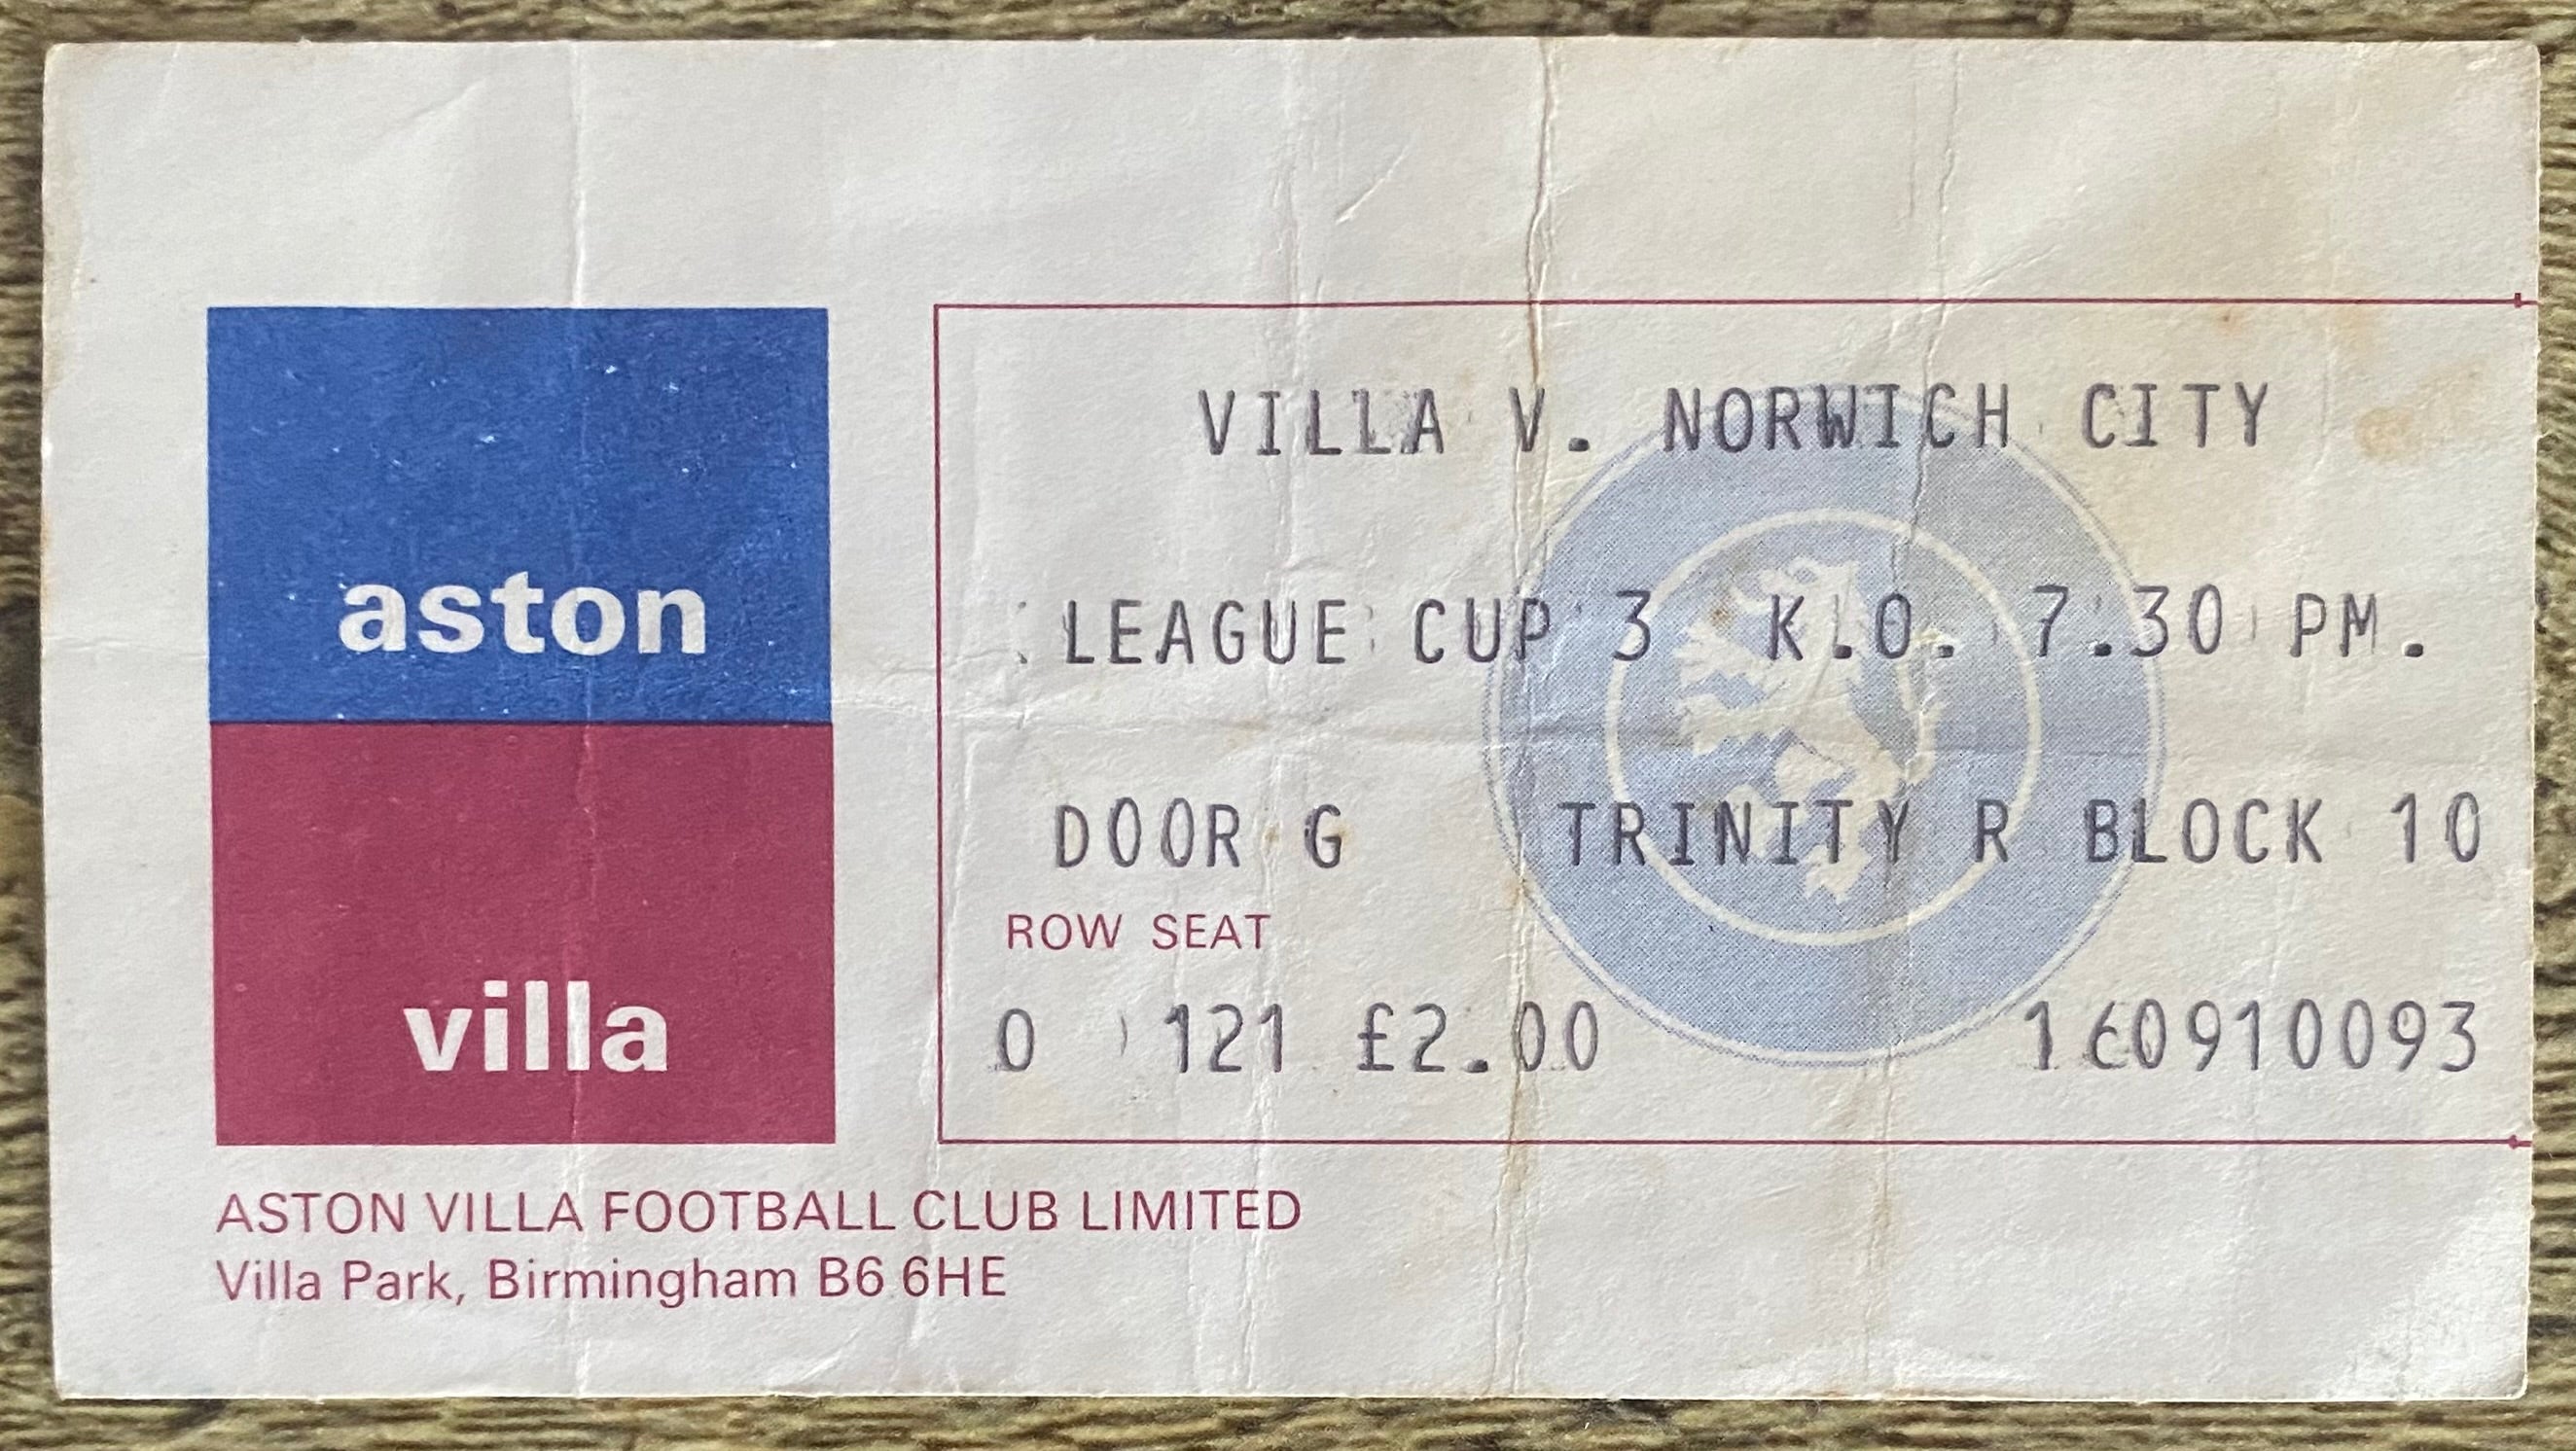 aston
villa
VILLA V. NORWICH CITY
LEAGUE CUP 3 K.O. 7.30 PM.
DOOR G TRINITY R BLOCK 10
ROW SEAT
O 121 £2.00 160910093
ASTON VILLA FOOTBALL CLUB LIMITED
Villa Park, Birmingham B6 6HE